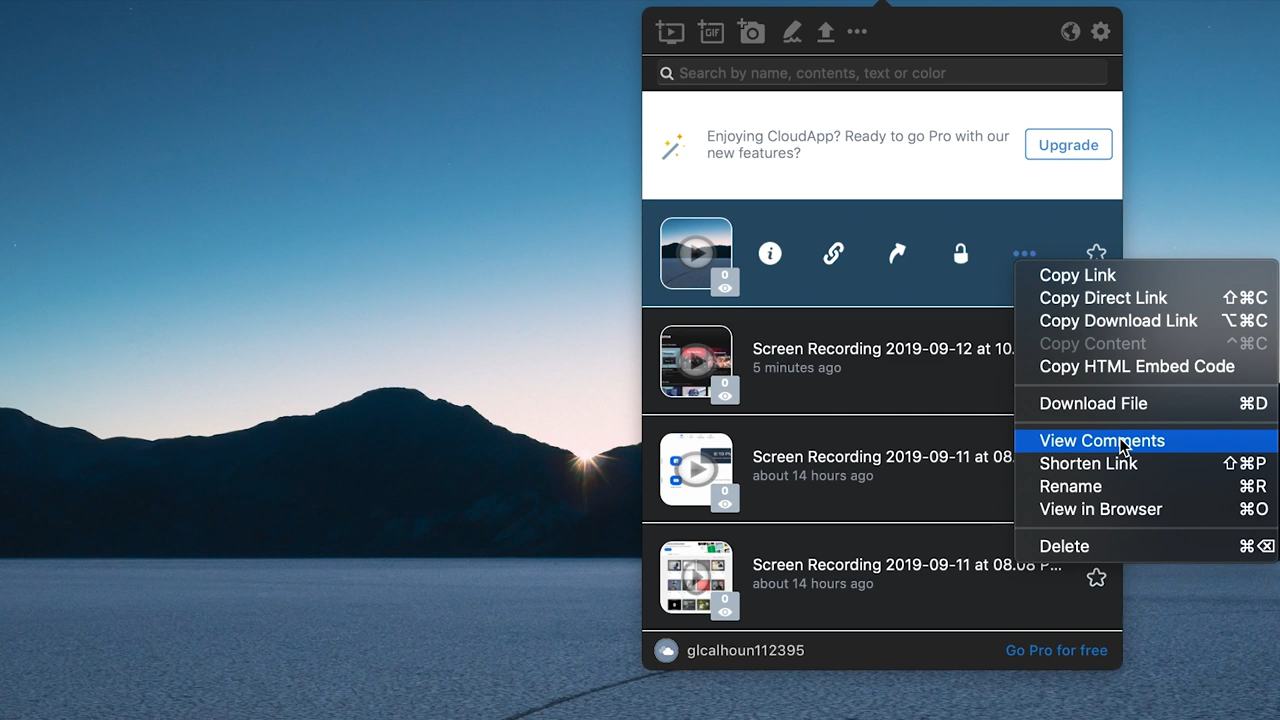 GIF
Search by name, contents, text or color
Enjoying CloudApp? Ready to go Pro with our
new features?
Upgrade
0
Copy Link
Copy Direct Link ⇧⌘C
Copy Download Link ⌥⌘C
Copy Content ^⌘C
Copy HTML Embed Code
Download File ⌘D
View Comments
Shorten Link ⇧⌘P
Rename ⌘R
View in Browser ⌘O
Delete ⌘⌫
Screen Recording 2019-09-12 at 10.
5 minutes ago
0
Screen Recording 2019-09-11 at 08.
about 14 hours ago
0
Screen Recording 2019-09-11 at 08.08 P...
about 14 hours ago
0
glcalhoun112395
Go Pro for free